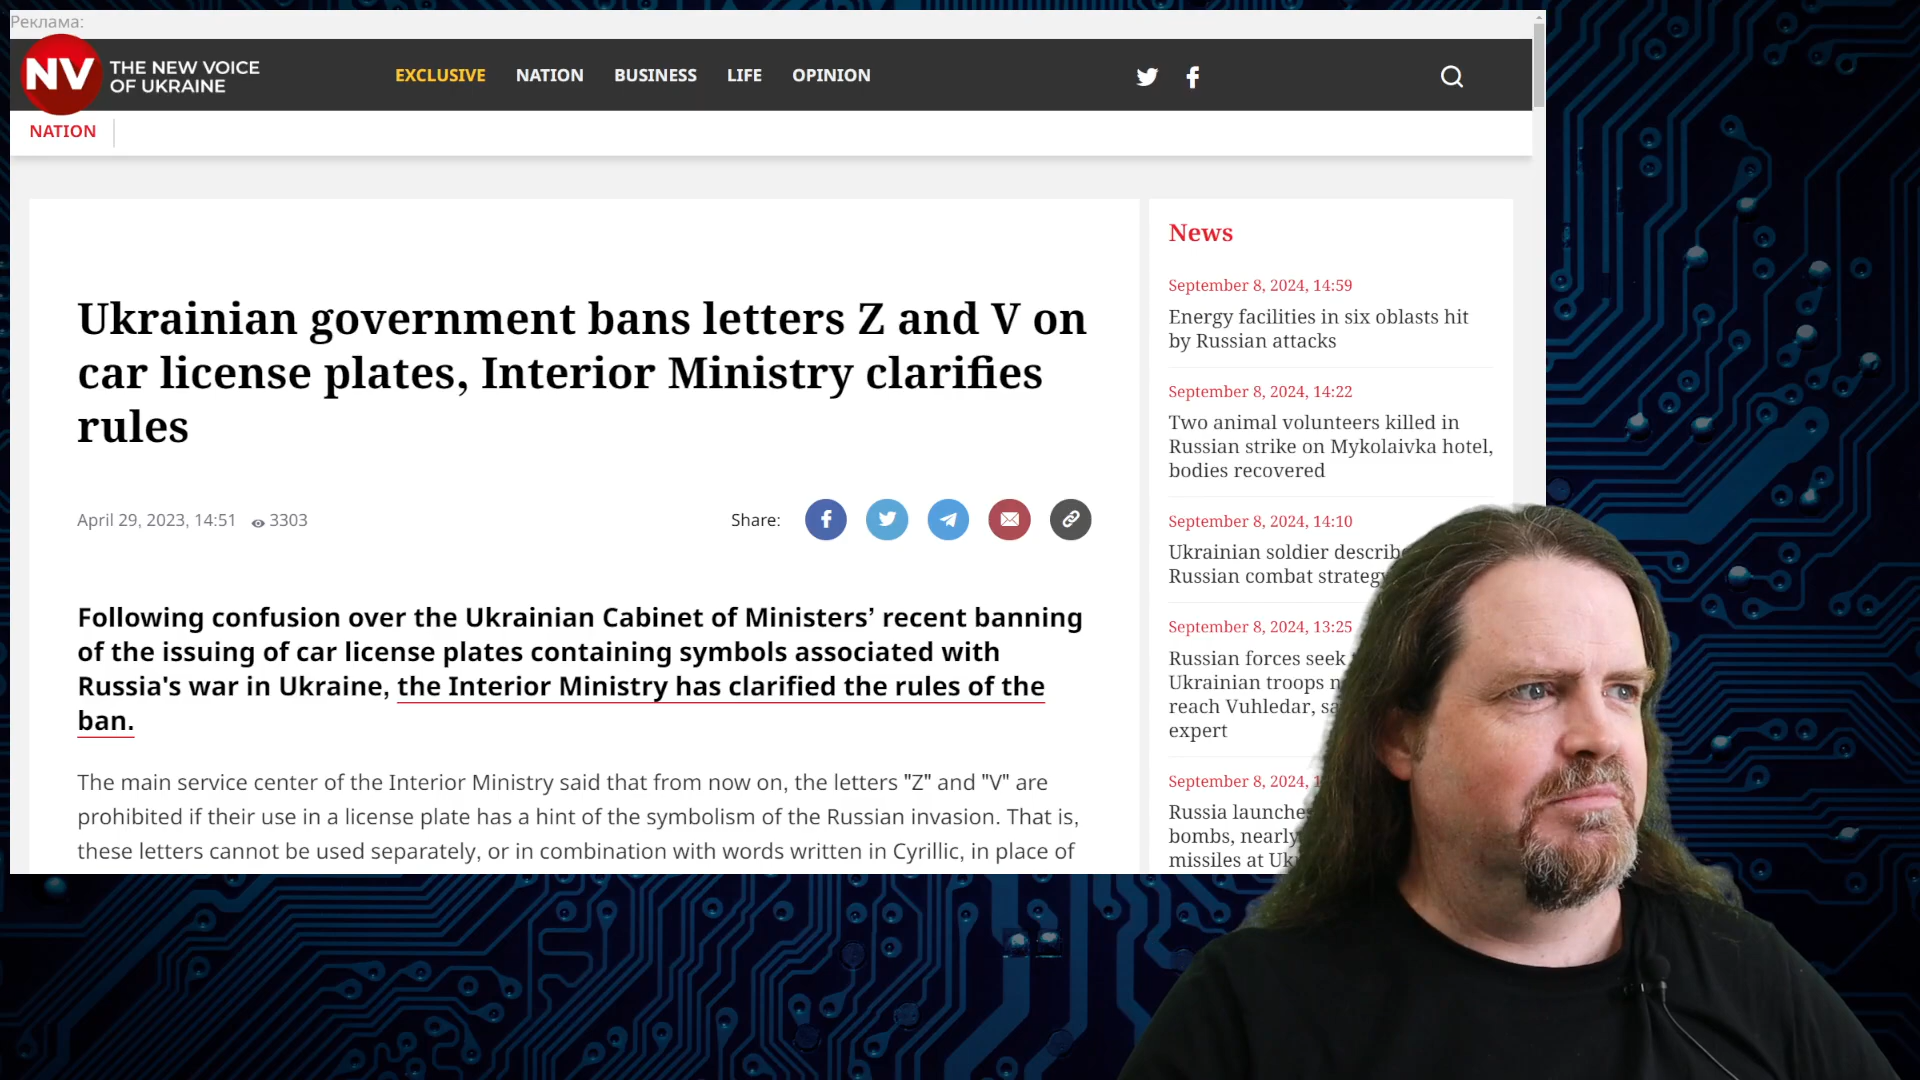 Реклама:
NV THE NEW VOICE
OF UKRAINE
EXCLUSIVE NATION BUSINESS LIFE OPINION
NATION
Ukrainian government bans letters Z and V on
car license plates, Interior Ministry clarifies
rules
April 29, 2023, 14:51 3303
Share:
Following confusion over the Ukrainian Cabinet of Ministers’ recent banning
of the issuing of car license plates containing symbols associated with
Russia's war in Ukraine, the Interior Ministry has clarified the rules of the
ban.
The main service center of the Interior Ministry said that from now on, the letters "Z" and "V" are
prohibited if their use in a license plate has a hint of the symbolism of the Russian invasion. That is,
these letters cannot be used separately, or in combination with words written in Cyrillic, in place of
News
September 8, 2024, 14:59
Energy facilities in six oblasts hit
by Russian attacks
September 8, 2024, 14:22
Two animal volunteers killed in
Russian strike on Mykolaivka hotel,
bodies recovered
September 8, 2024, 14:10
Ukrainian soldier
Russian combat strategy
September 8, 2024, 13:25
Russian forces seek
Ukrainian troops
reach Vuhledar,
expert
September 8, 2024,
Russia
bombs, nearly
missiles at